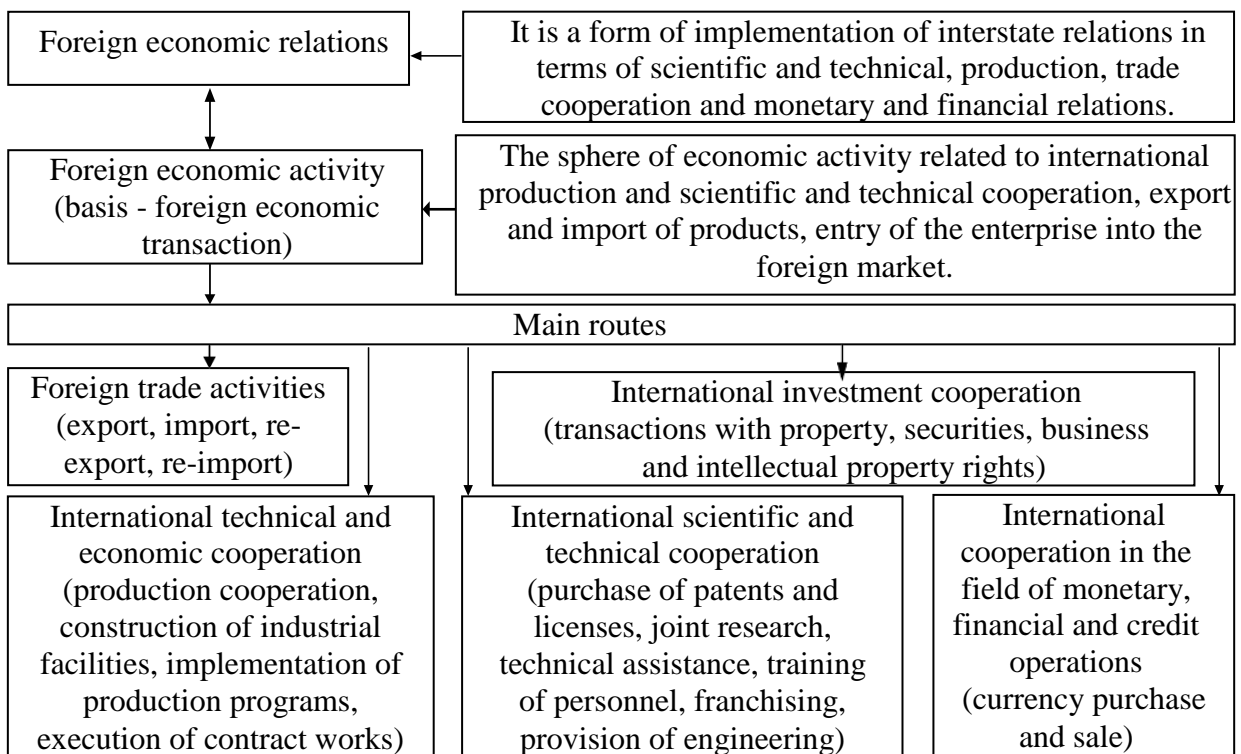 Foreign economic relations
It is a form of implementation of interstate relations in
terms of scientific and technical, production, trade
cooperation and monetary and financial relations.
Foreign economic activity
(basis - foreign economic
transaction)
The sphere of economic activity related to international
production and scientific and technical cooperation, export
and import of products, entry of the enterprise into the
foreign market.
Main routes
Foreign trade activities
(export, import, re-
export, re-import)
International investment cooperation
(transactions with property, securities, business
and intellectual property rights)
International technical and
economic cooperation
(production cooperation,
construction of industrial
facilities, implementation of
production programs,
execution of contract works)
International scientific and
technical cooperation
(purchase of patents and
licenses, joint research,
technical assistance, training
of personnel, franchising,
provision of engineering)
International
cooperation in the
field of monetary,
financial and credit
operations
(currency purchase
and sale)